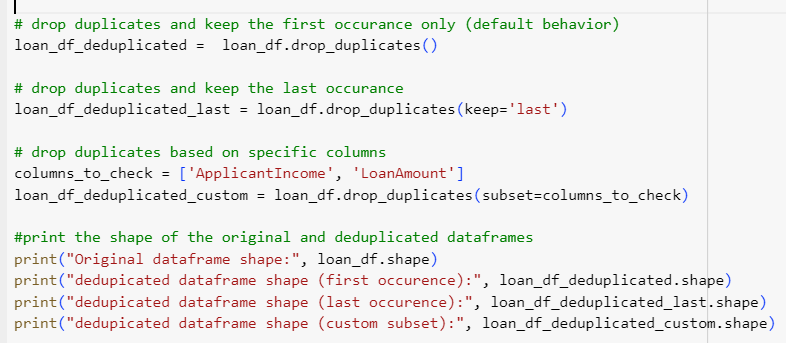 # drop duplicates and keep the first occurance only (default behavior)
loan_df_deduplicated =  loan_df.drop_duplicates()
# drop duplicates and keep the last occurance
loan_df_deduplicated_last = loan_df.drop_duplicates(keep='last')
# drop duplicates based on specific columns
columns_to_check = ['ApplicantIncome', 'LoanAmount']
loan_df_deduplicated_custom = loan_df.drop_duplicates(subset=columns_to_check)
#print the shape of the original and deduplicated dataframes
print("Original dataframe shape:", loan_df.shape)
print("dedupicated dataframe shape (first occurence):", loan_df_deduplicated.shape)
print("dedupicated dataframe shape (last occurence):", loan_df_deduplicated_last.shape)
print("dedupicated dataframe shape (custom subset):", loan_df_deduplicated_custom.shape)